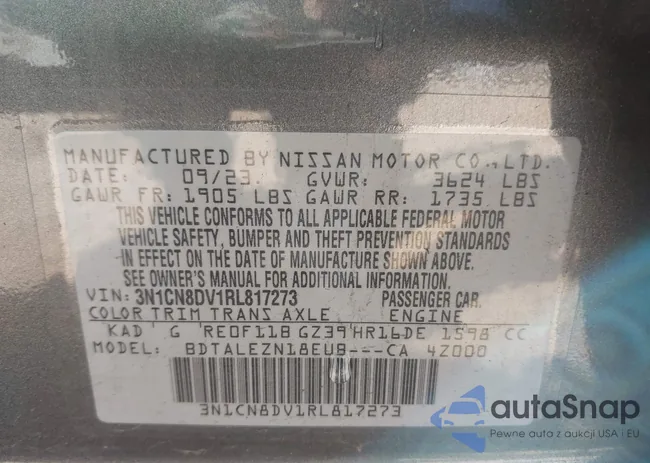 MANUFACTURED BY NISSAN MOTOR CO., LTD.
DATE: 09/23 GVWR: 3624 LBS
GAWR FR: 1905 LBS GAWR RR: 1735 LBS
THIS VEHICLE CONFORMS TO ALL APPLICABLE FEDERAL MOTOR
VEHICLE SAFETY, BUMPER AND THEFT PREVENTION STANDARDS
IN EFFECT ON THE DATE OF MANUFACTURE SHOWN ABOVE.
SEE OWNER'S MANUAL FOR ADDITIONAL INFORMATION.
VIN: 3N1CN8DV1RL817273 PASSENGER CAR.
COLOR TRIM TRANS AXLE ENGINE
KAD G RE0F11B GZ39 HR16DE 1598 CC
MODEL: BDTALEZN18EUB---CA 4Z000
3N1CN8DV1RL817273
autaSnap
Pewne auta z aukcji USA i EU